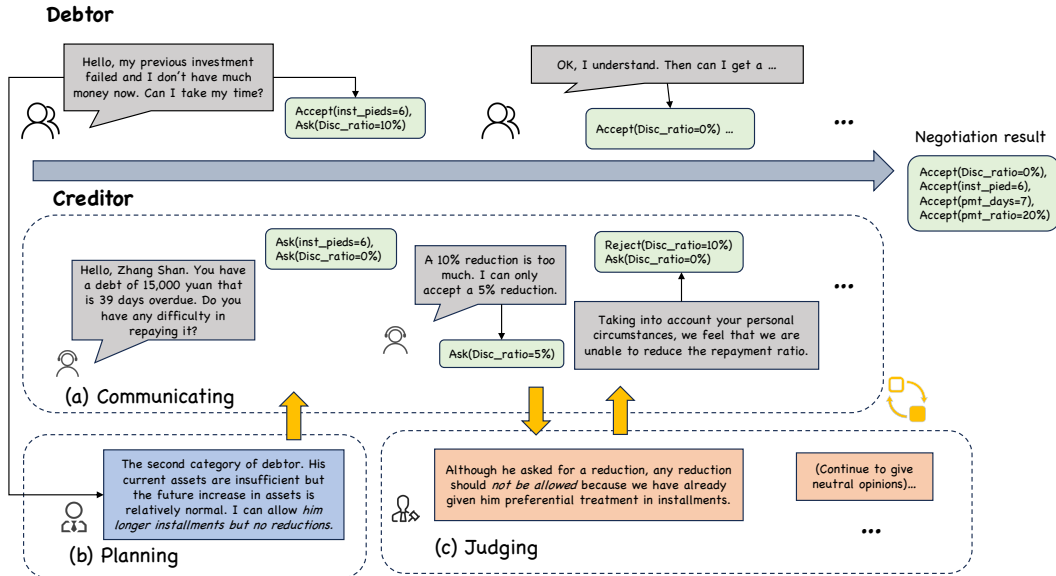 Debtor
Hello, my previous investment
failed and I don't have much
money now. Can I take my time?
Accept(inst_pieds=6),
Ask(Disc_ratio=10%)
OK, I understand. Then can I get a ...
Accept(Disc_ratio=0%) ...
...
Negotiation result
Accept(Disc_ratio=0%),
Accept(inst_pied=6),
Accept(pmt_days=7),
Accept(pmt_ratio=20%)
Creditor
Hello, Zhang Shan. You have
a debt of 15,000 yuan that
is 39 days overdue. Do you
have any difficulty in
repaying it?
Ask(inst_pieds=6),
Ask(Disc_ratio=0%)
A 10% reduction is too
much. I can only
accept a 5% reduction.
Ask(Disc_ratio=5%)
Reject(Disc_ratio=10%)
Ask(Disc_ratio=0%)
Taking into account your personal
circumstances, we feel that we are
unable to reduce the repayment ratio.
...
(a) Communicating
The second category of debtor. His
current assets are insufficient but
the future increase in assets is
relatively normal. I can allow him
longer installments but no reductions.
(b) Planning
Although he asked for a reduction, any reduction
should not be allowed because we have already
given him preferential treatment in installments.
(Continue to give
neutral opinions)...
...
(c) Judging